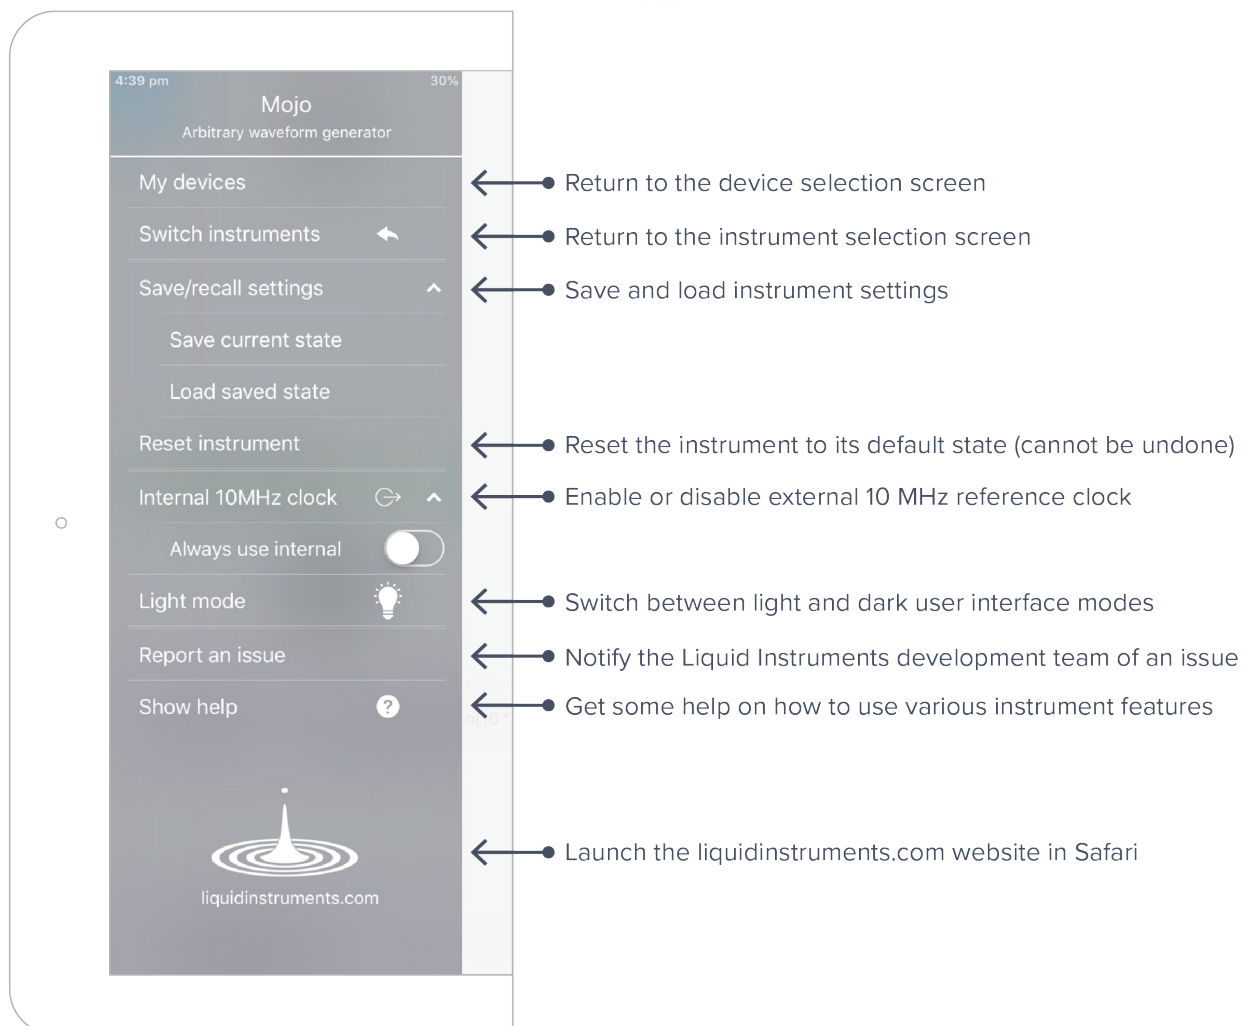 4:39 pm 30%
Mojo
Arbitrary waveform generator
My devices Return to the device selection screen
Switch instruments Return to the instrument selection screen
Save/recall settings Save and load instrument settings
Save current state
Load saved state
Reset instrument Reset the instrument to its default state (cannot be undone)
Internal 10MHz clock Enable or disable external 10 MHz reference clock
Always use internal
Light mode Switch between light and dark user interface modes
Report an issue Notify the Liquid Instruments development team of an issue
Show help ? Get some help on how to use various instrument features
Launch the liquidinstruments.com website in Safari
liquidinstruments.com